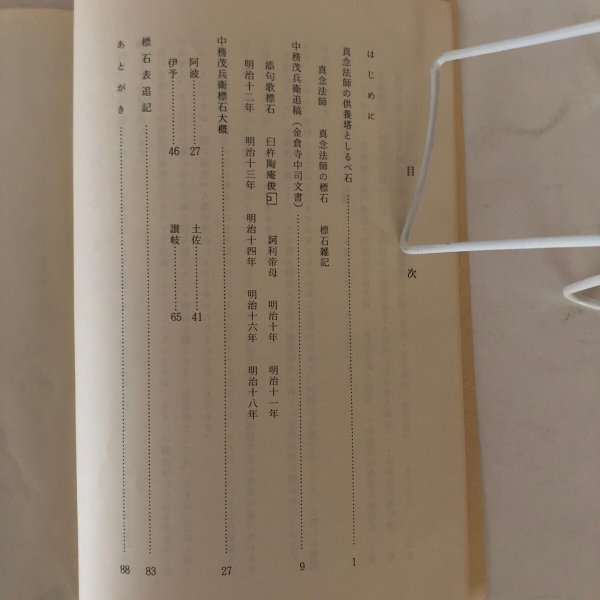 目次
はじめに
真念法師の供養塔としるべ石……1
真念法師 真念法師の標石 標石雑記
中務茂兵衛追稿（金倉寺中司文書）……9
添句歌標石 臼杵陶庵俊コ 訶利帝母 明治十年 明治十一年
明治十二年 明治十三年 明治十四年 明治十六年 明治十八年
中務茂兵衛標石大概……27
阿波……27 土佐……41
伊予……46 讃岐……65
標石表追記……83
あとがき……88